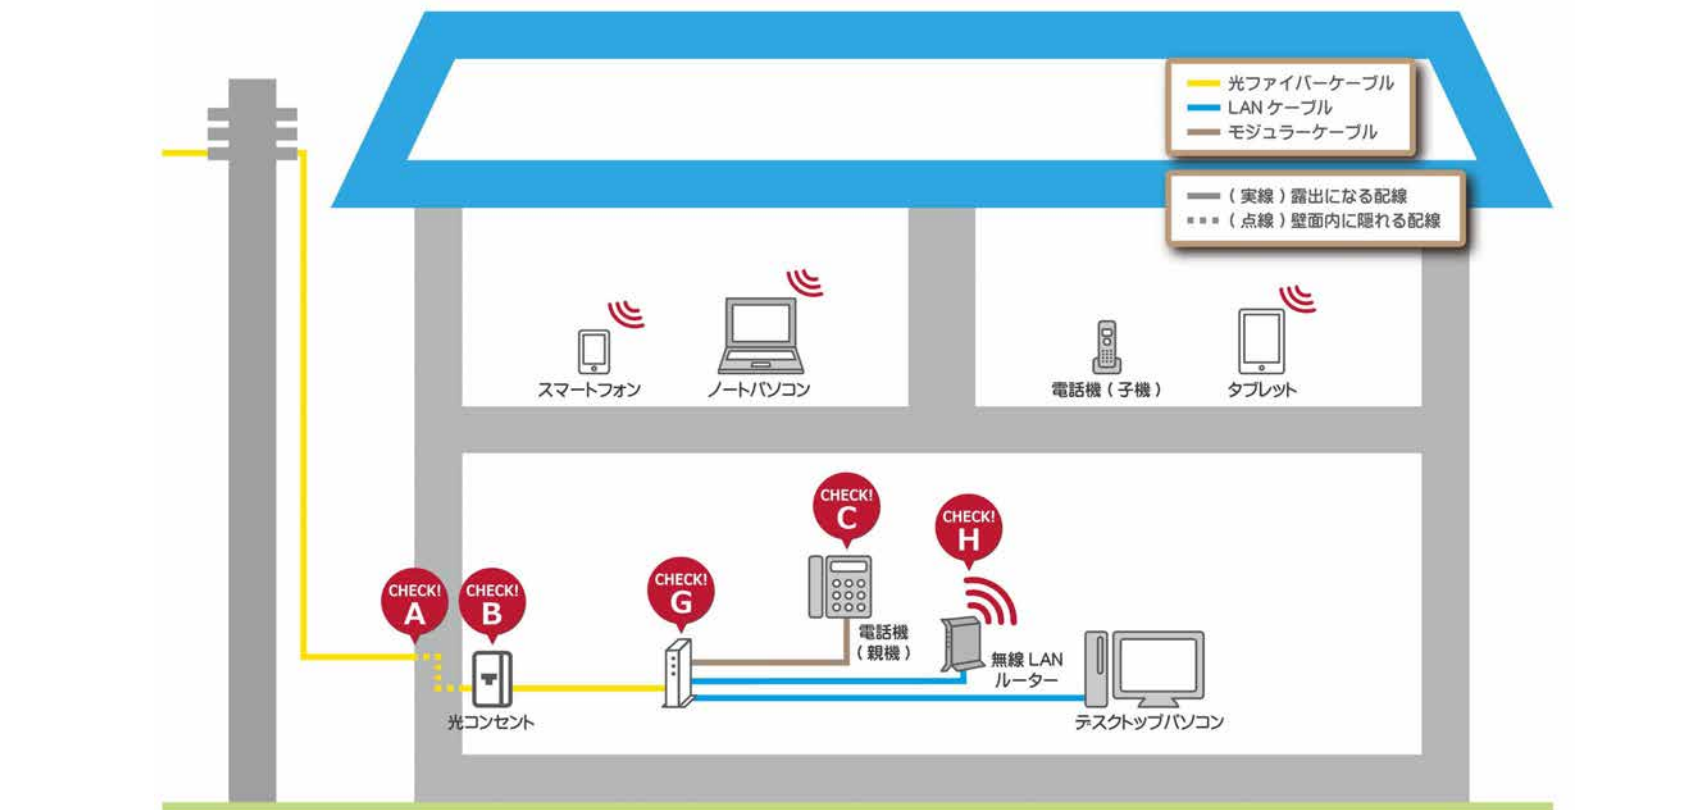 光ファイバーケーブル
LAN ケーブル
モジュラーケーブル
( 実線 ) 露出になる配線
( 点線 ) 壁面内に隠れる配線
スマートフォン
ノートパソコン
電話機 ( 子機 )
タブレット
CHECK!
C
CHECK!
H
CHECK!
G
CHECK!
A
CHECK!
B
電話機
( 親機 )
無線 LAN
ルーター
光コンセント
デスクトップパソコン